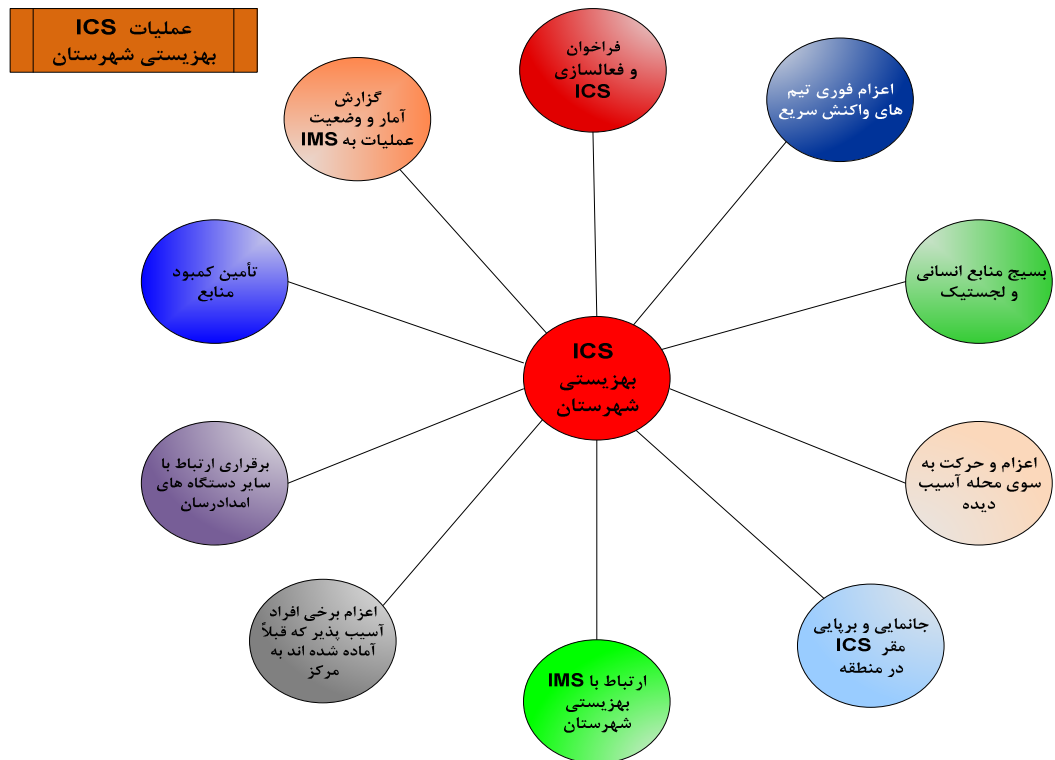 عملیات ICS
بهزیستی شهرستان
فراخوان
و فعالسازی
ICS
اعزام فوری تیم
های واکنش سریع
بسیج منابع انسانی
و لجستیک
اعزام و حرکت به
سوی محله آسیب
دیده
جانمایی و برپایی
مقر ICS
در منطقه
ارتباط با IMS
بهزیستی
شهرستان
اعزام برخی افراد
آسیب پذیر که قبلاً
آماده شده اند به
مرکز
برقراری ارتباط با
سایر دستگاه های
امدادرسان
تأمین کمبود
منابع
گزارش
آمار و وضعیت
عملیات به IMS
ICS
بهزیستی
شهرستان